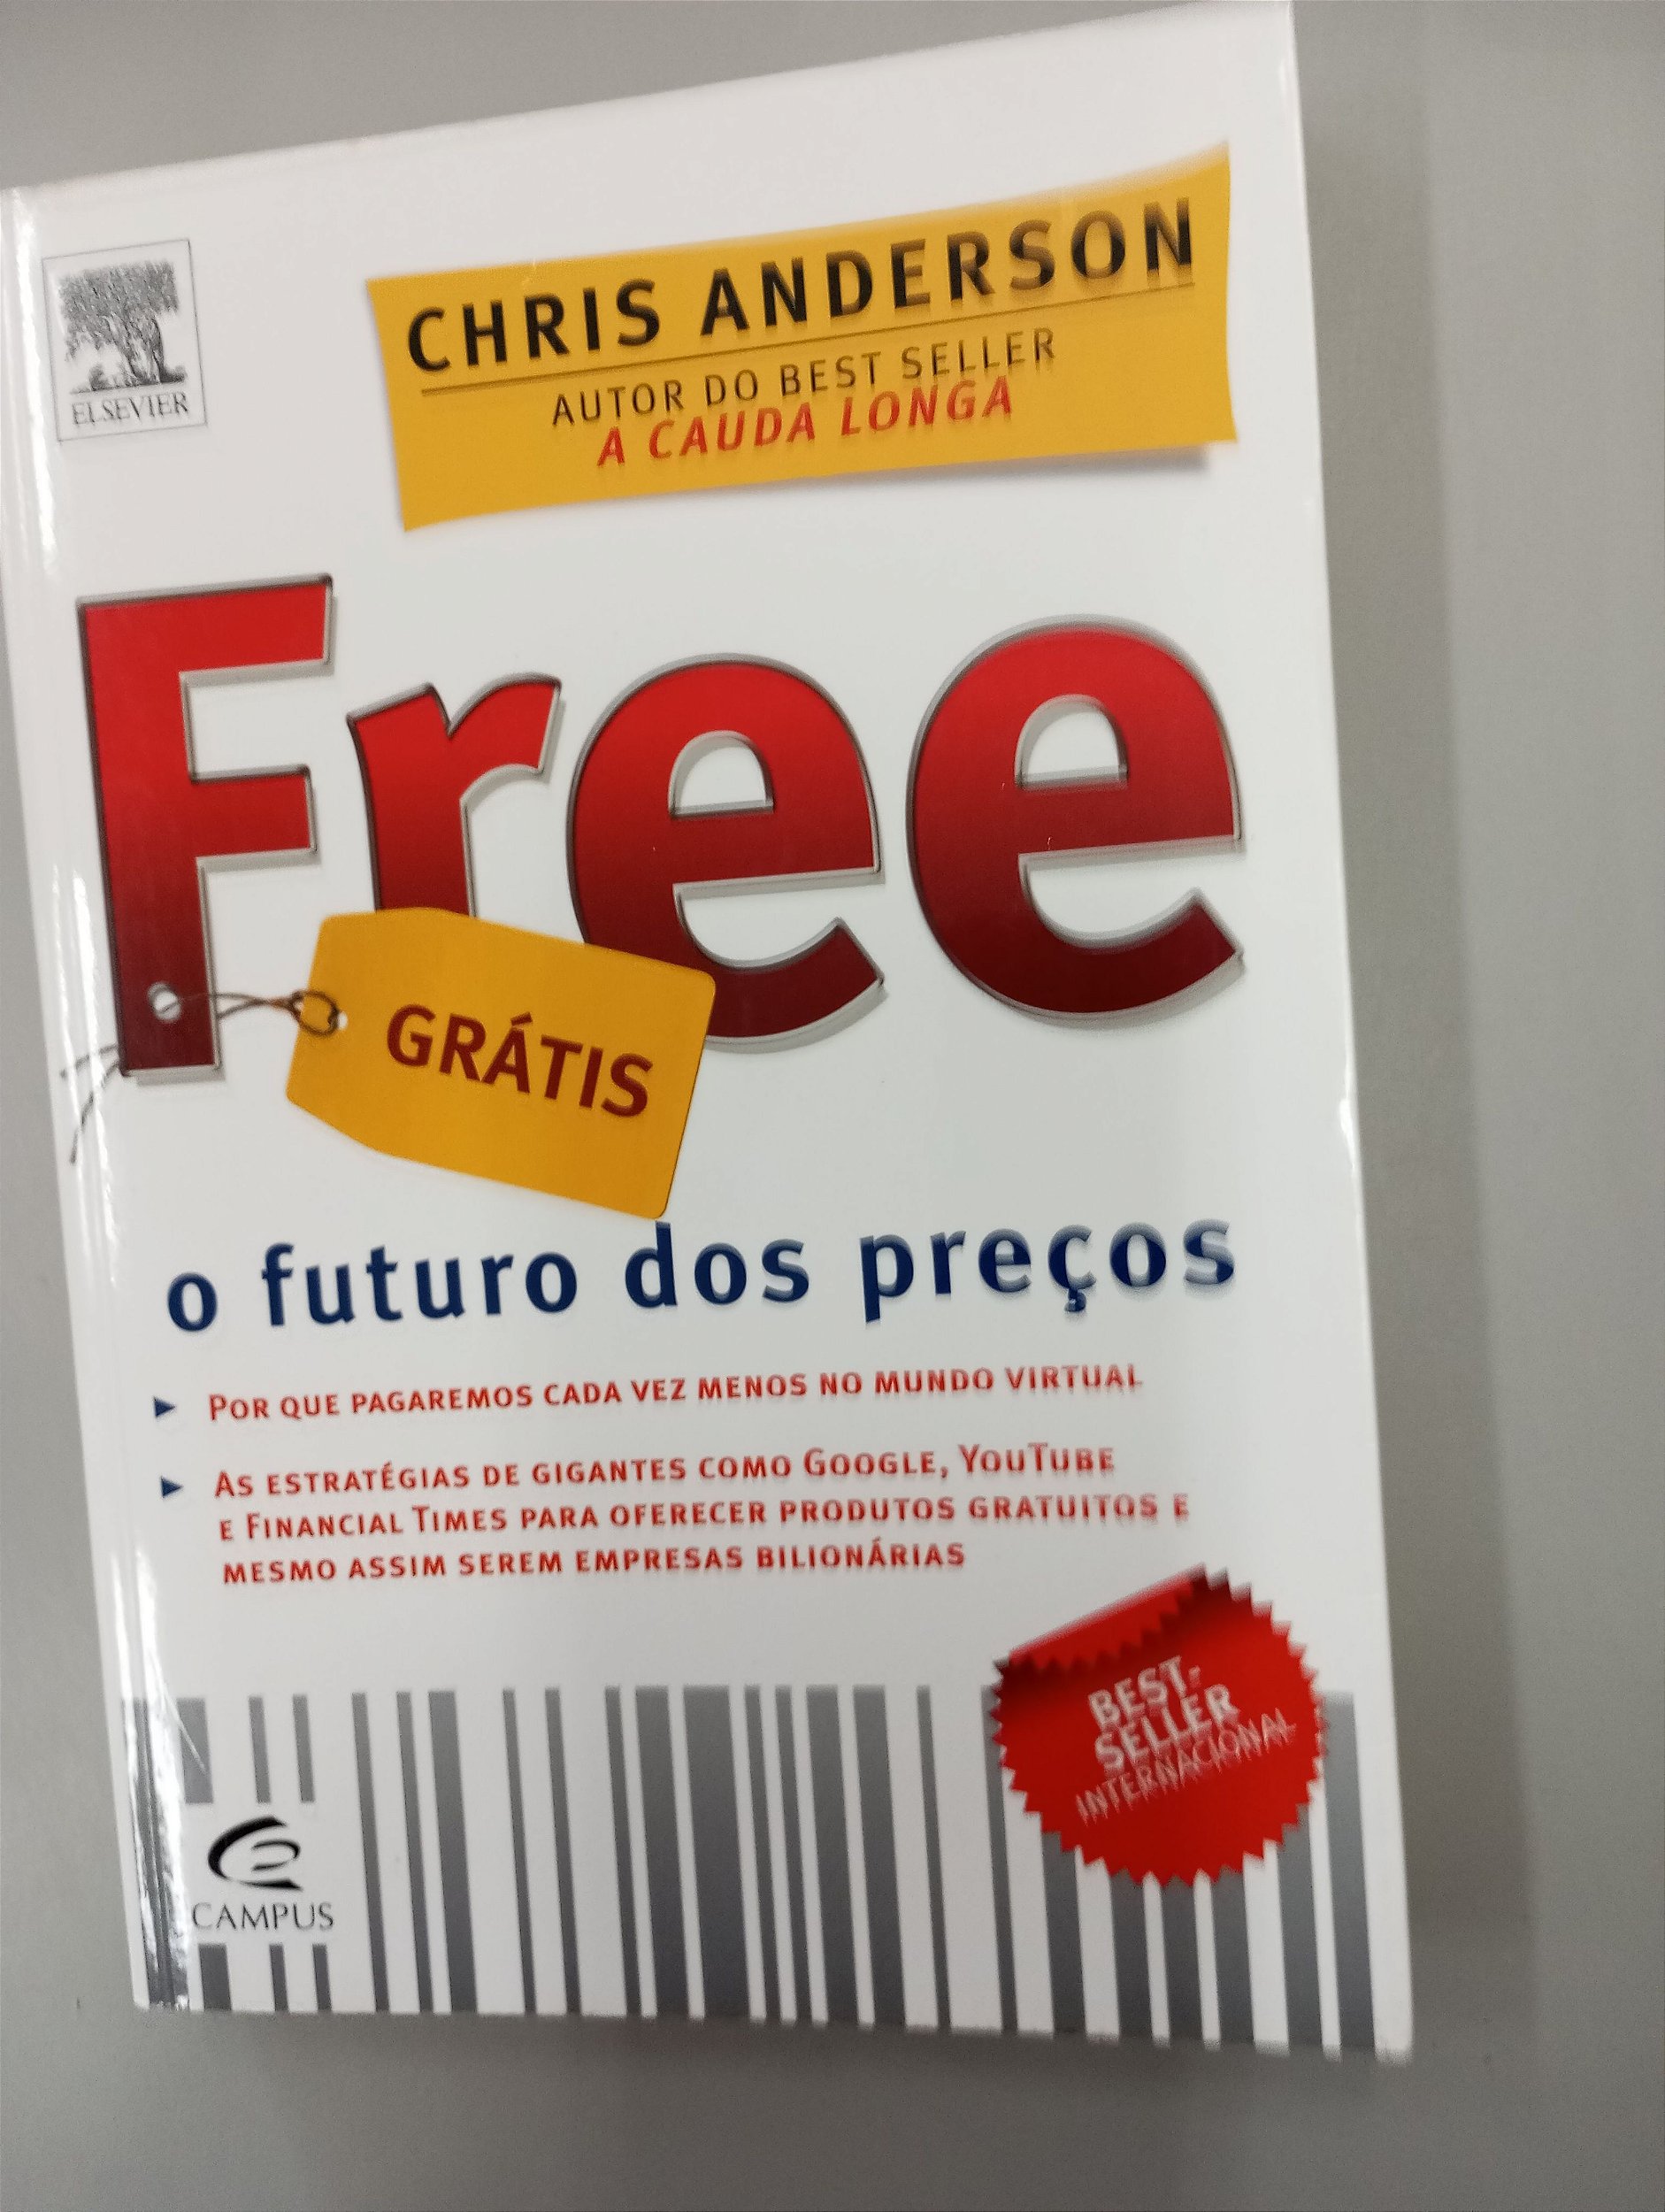 ELSEVIER
CHRIS ANDERSON
AUTOR DO BEST SELLER
A CAUDA LONGA
Free
GRÁTIS
o futuro dos preços
POR QUE PAGAREMOS CADA VEZ MENOS NO MUNDO VIRTUAL
AS ESTRATÉGIAS DE GIGANTES COMO GOOGLE, YOUTUBE
E FINANCIAL TIMES PARA OFERECER PRODUTOS GRATUITOS E
MESMO ASSIM SEREM EMPRESAS BILIONÁRIAS
BEST-
SELLER
INTERNACIONAL
CAMPUS